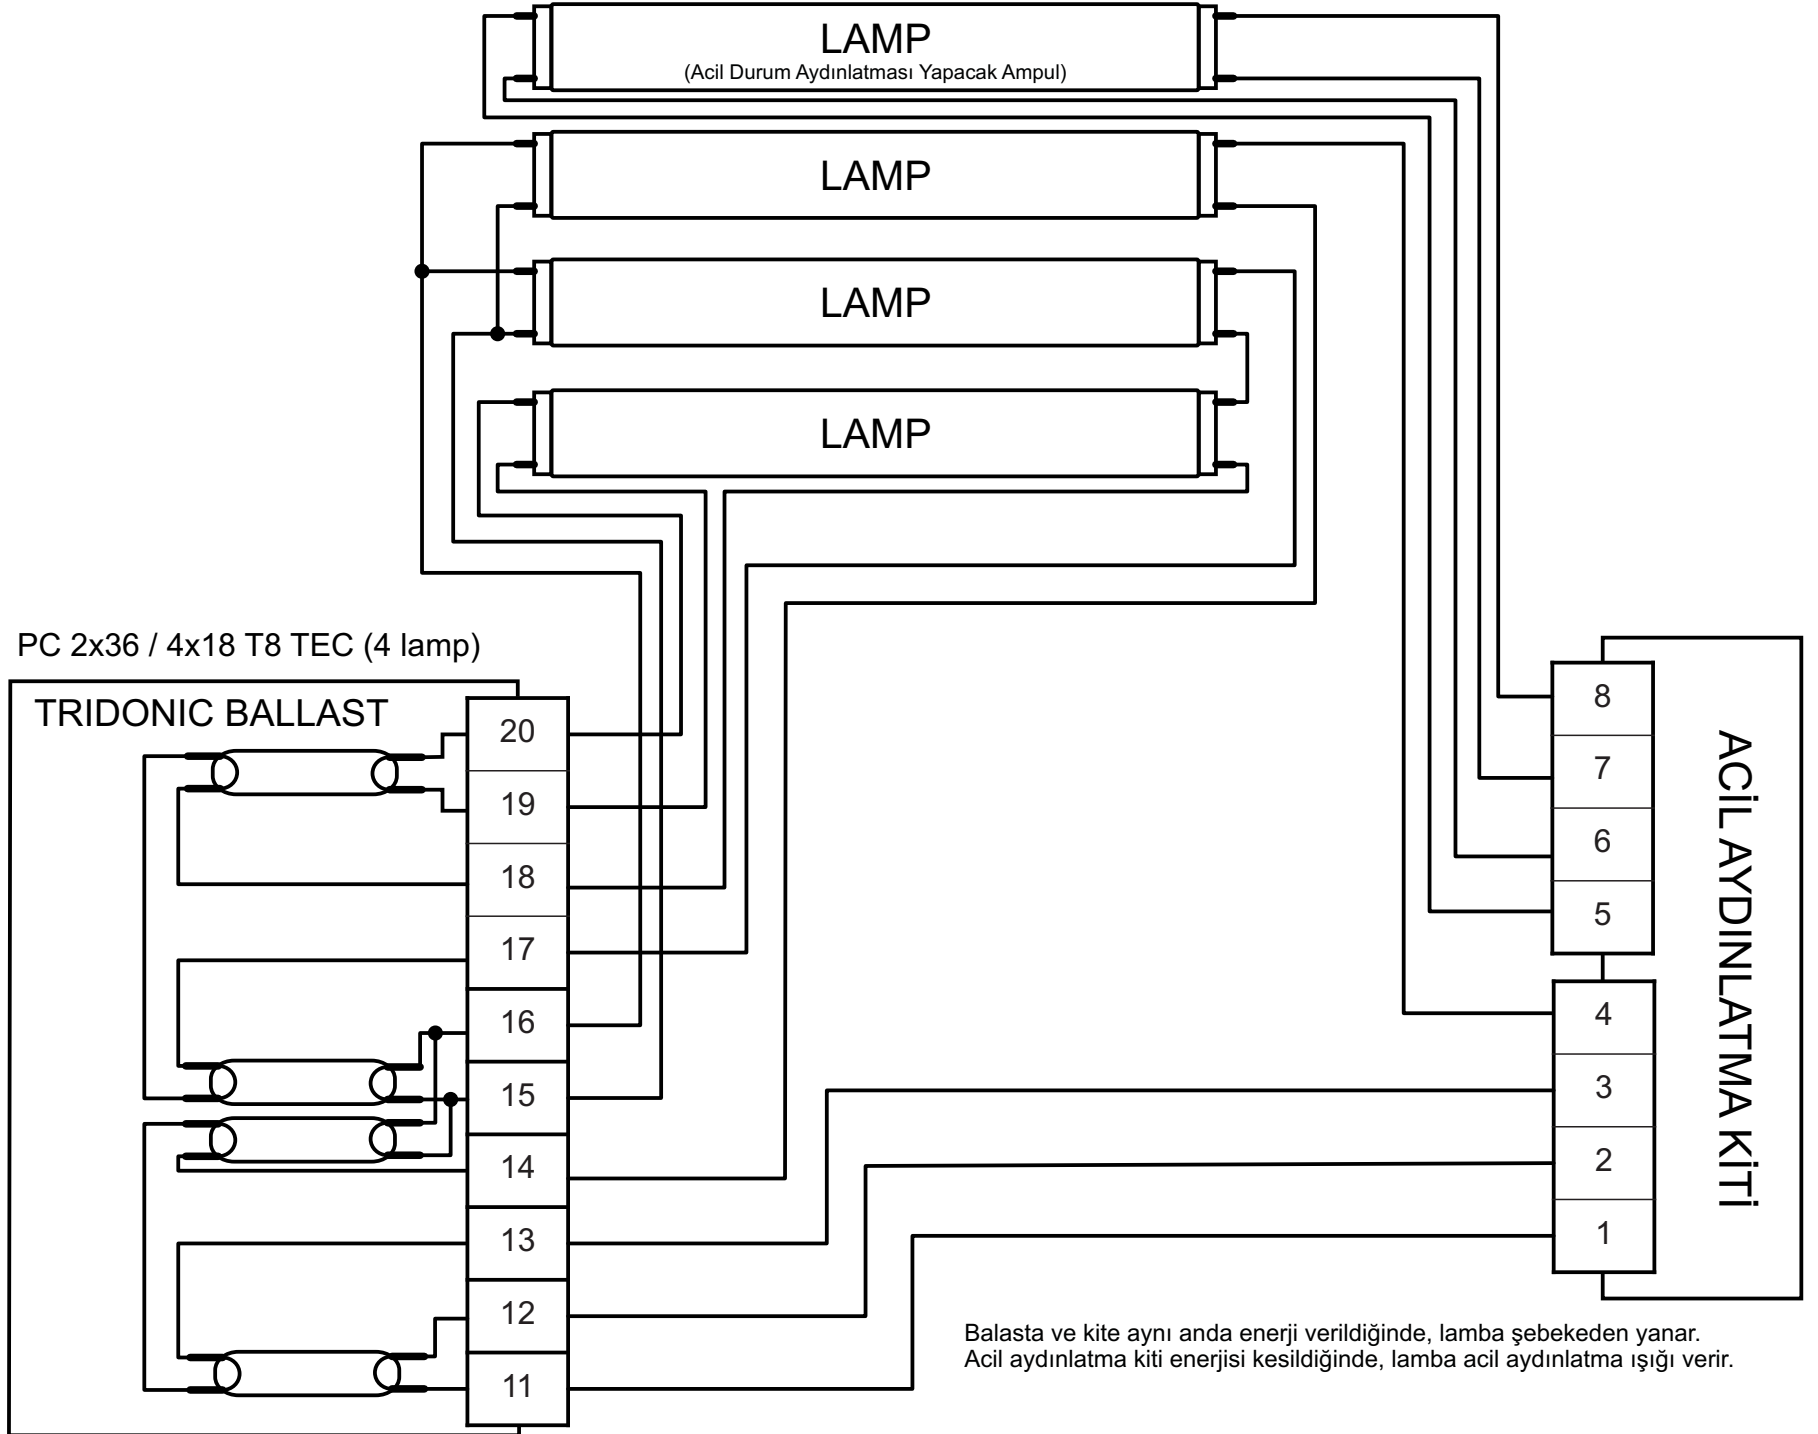 LAMP
(Acil Durum Aydınlatması Yapacak Ampul)
LAMP
LAMP
LAMP
PC 2x36 / 4x18 T8 TEC (4 lamp)
TRIDONIC BALLAST
20
19
18
17
16
15
14
13
12
11
8
7
6
5
4
3
2
1
ACİL AYDINLATMA KİTİ
Balasta ve kite aynı anda enerji verildiğinde, lamba şebekeden yanar.
Acil aydınlatma kiti enerjisi kesildiğinde, lamba acil aydınlatma ışığı verir.